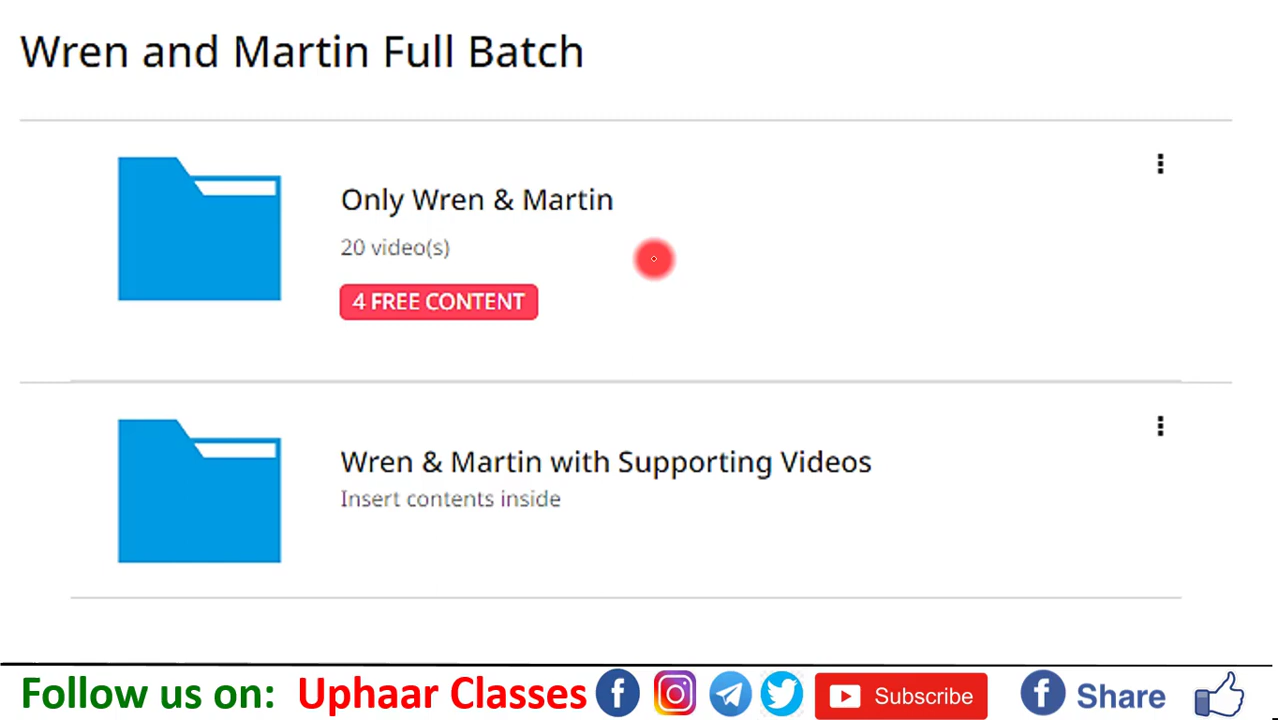 Wren and Martin Full Batch
Only Wren & Martin
20 video(s)
4 FREE CONTENT
Wren & Martin with Supporting Videos
Insert contents inside
Follow us on: Uphaar Classes Subscribe Share